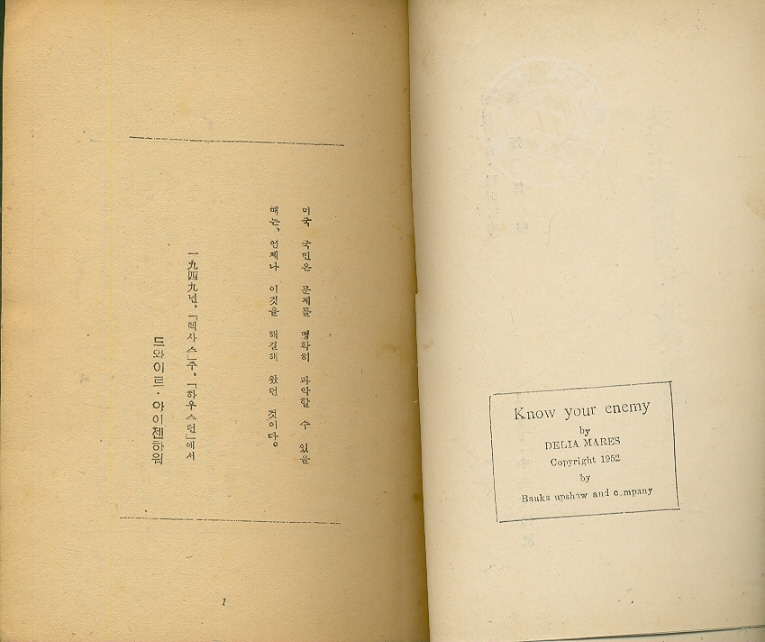 미국 국민은 문제를 명확히 파악할 수 있을
때는, 언제나 이것을 해결해 왔던 것이다。
一九四九년,「텍사스」주,「하우스턴」에서
드와이트·아이젠하워
1
Know your enemy
by
DELIA MARES
Copyright 1952
by
Banks upshaw and company